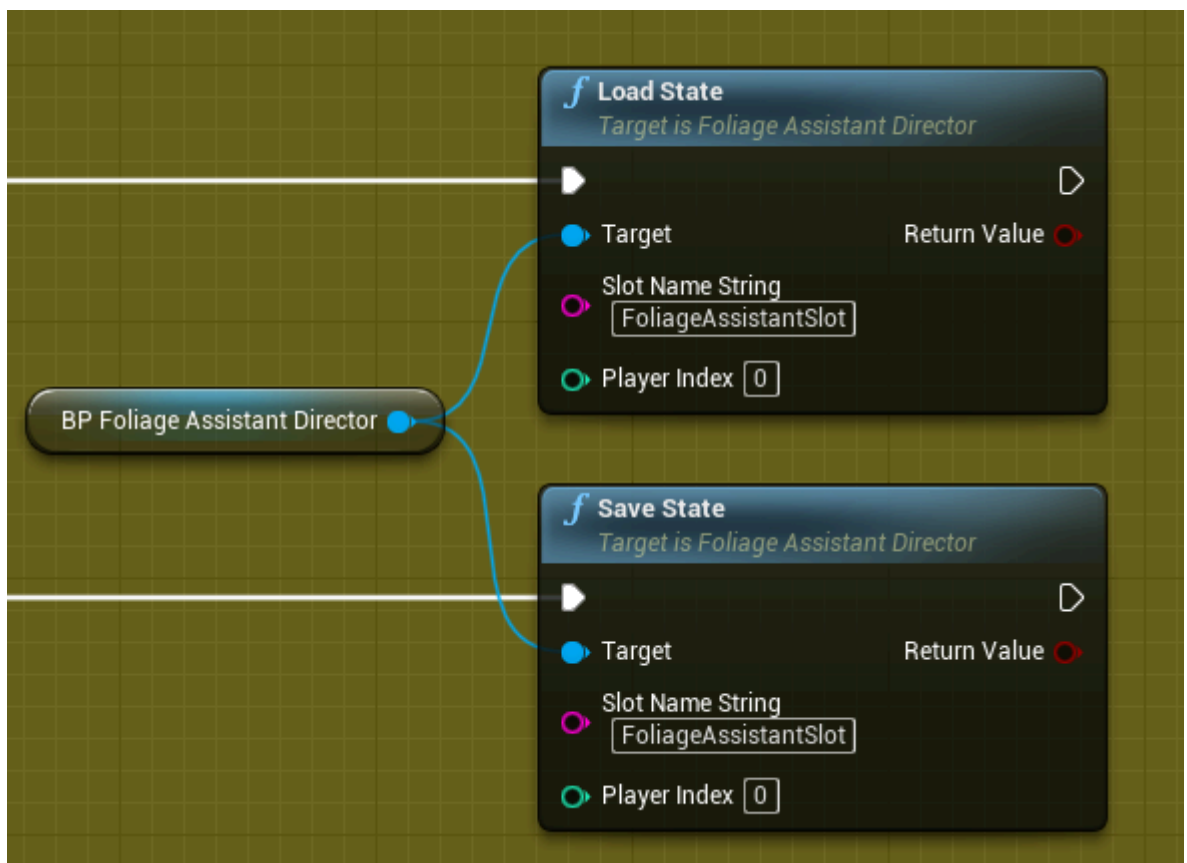 f Load State
Target is Foliage Assistant Director
Target
Return Value
Slot Name String
FoliageAssistantSlot
Player Index 0
BP Foliage Assistant Director
f Save State
Target is Foliage Assistant Director
Target
Return Value
Slot Name String
FoliageAssistantSlot
Player Index 0